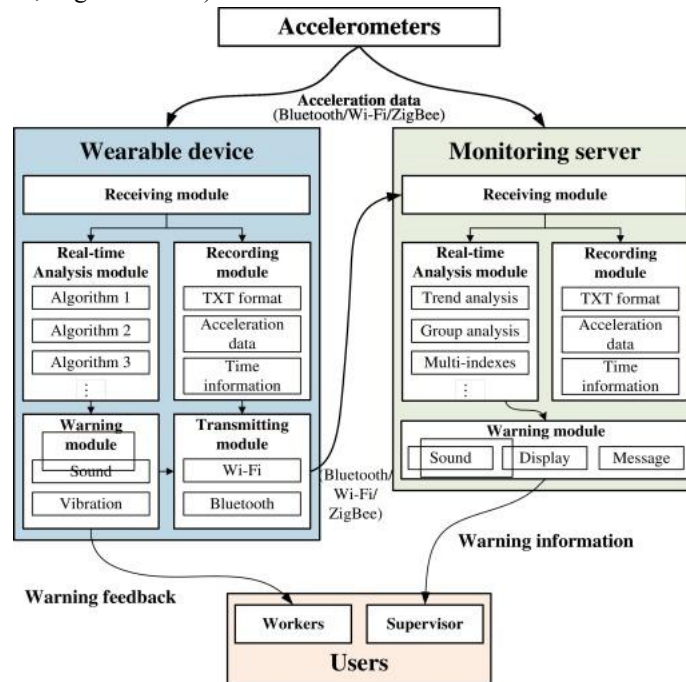 Accelerometers
Acceleration data
(Bluetooth/Wi-Fi/ZigBee)
Wearable device
Receiving module
Real-time
Analysis module
Algorithm 1
Algorithm 2
Algorithm 3
⋮
Recording
module
TXT format
Acceleration
data
Time
information
Warning
module
Sound
Vibration
Transmitting
module
Wi-Fi
Bluetooth
(Bluetooth/
Wi-Fi/
ZigBee)
Monitoring server
Receiving module
Real-time
Analysis module
Trend analysis
Group analysis
Multi-indexes
⋮
Recording
module
TXT format
Acceleration
data
Time
information
Warning module
Sound
Display
Message
Warning feedback
Warning information
Workers
Supervisor
Users